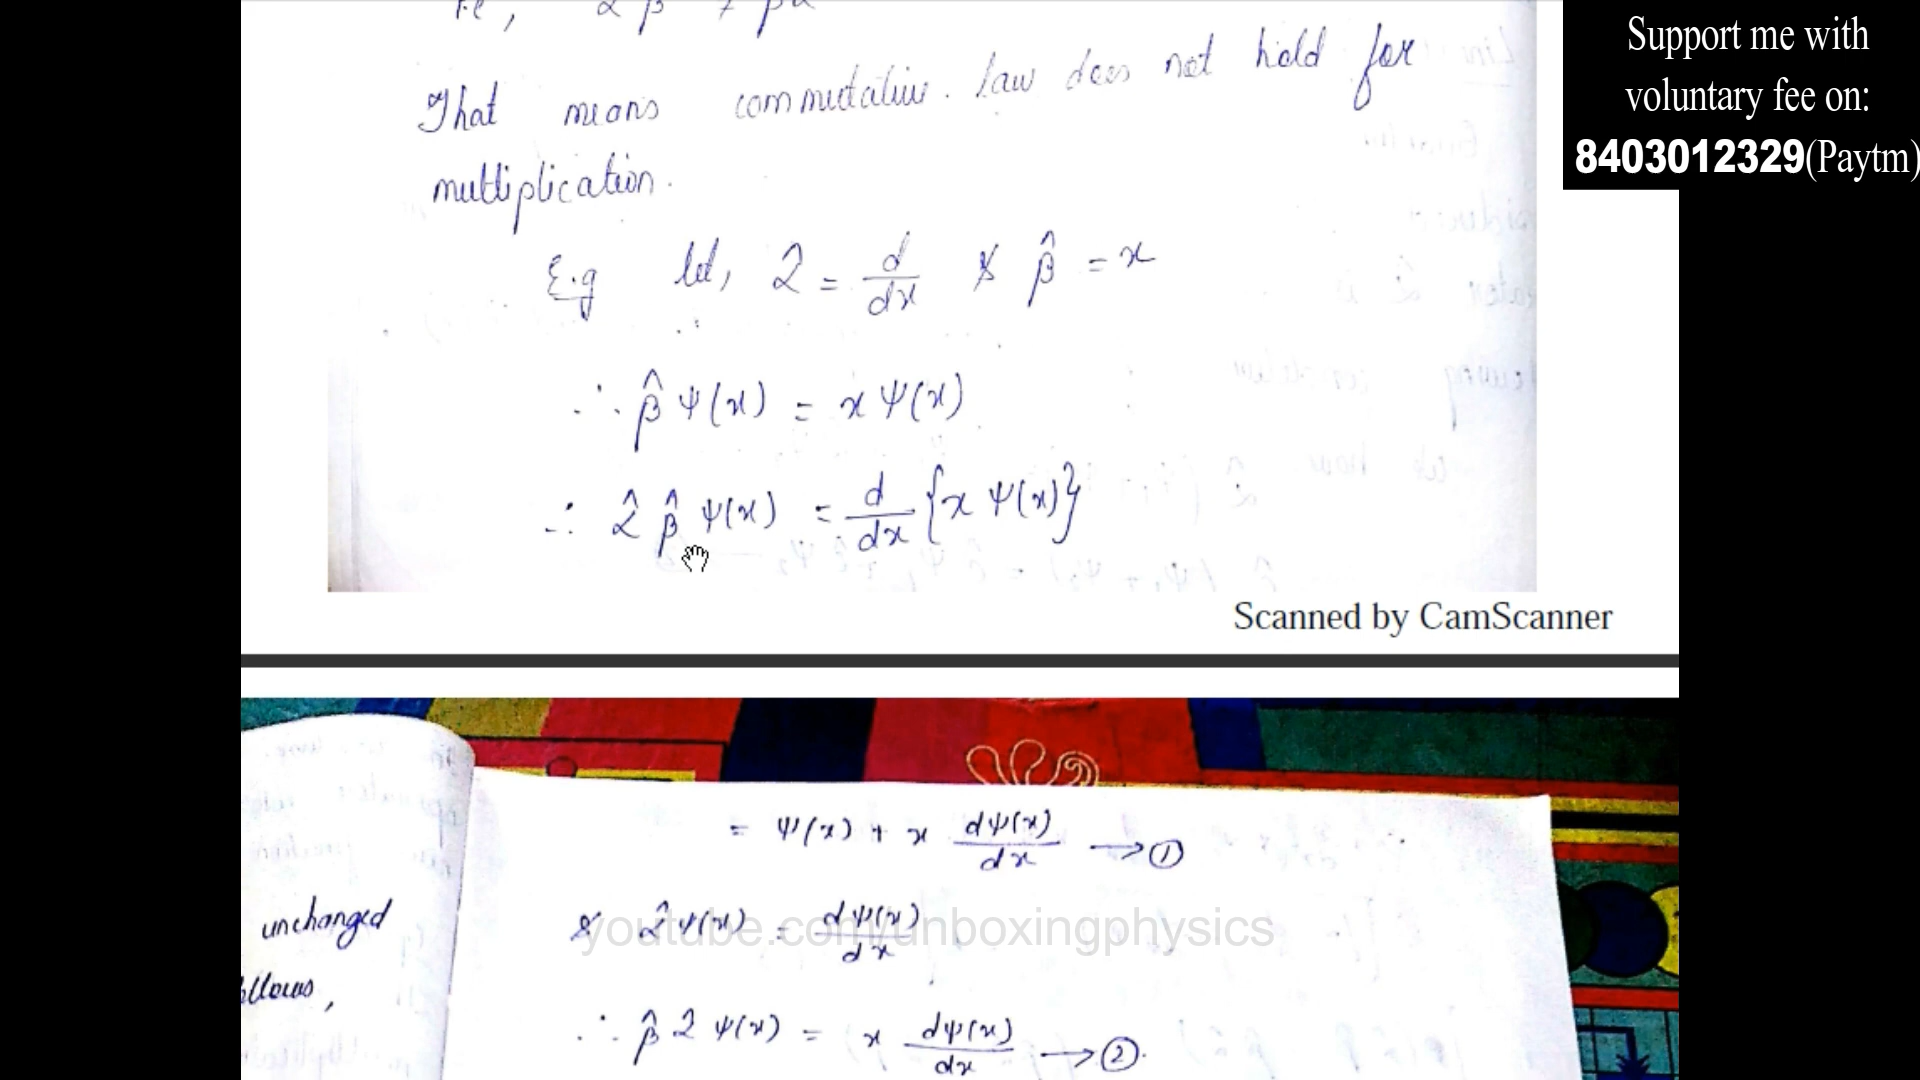 That means commutative. law does not hold for
multiplication.
E.g let, α̂ = d/dx & β̂ = x
∴ β̂ Ψ(x) = x Ψ(x)
∴ α̂ β̂ Ψ(x) = d/dx {x Ψ(x)}
Scanned by CamScanner
= Ψ(x) + x dΨ(x)/dx → ①
& α̂ Ψ(x) = dΨ(x)/dx
∴ β̂ α̂ Ψ(x) = x dΨ(x)/dx → ②.
unchanged
youtube.com/unboxingphysics
Support me with
voluntary fee on:
8403012329(Paytm)